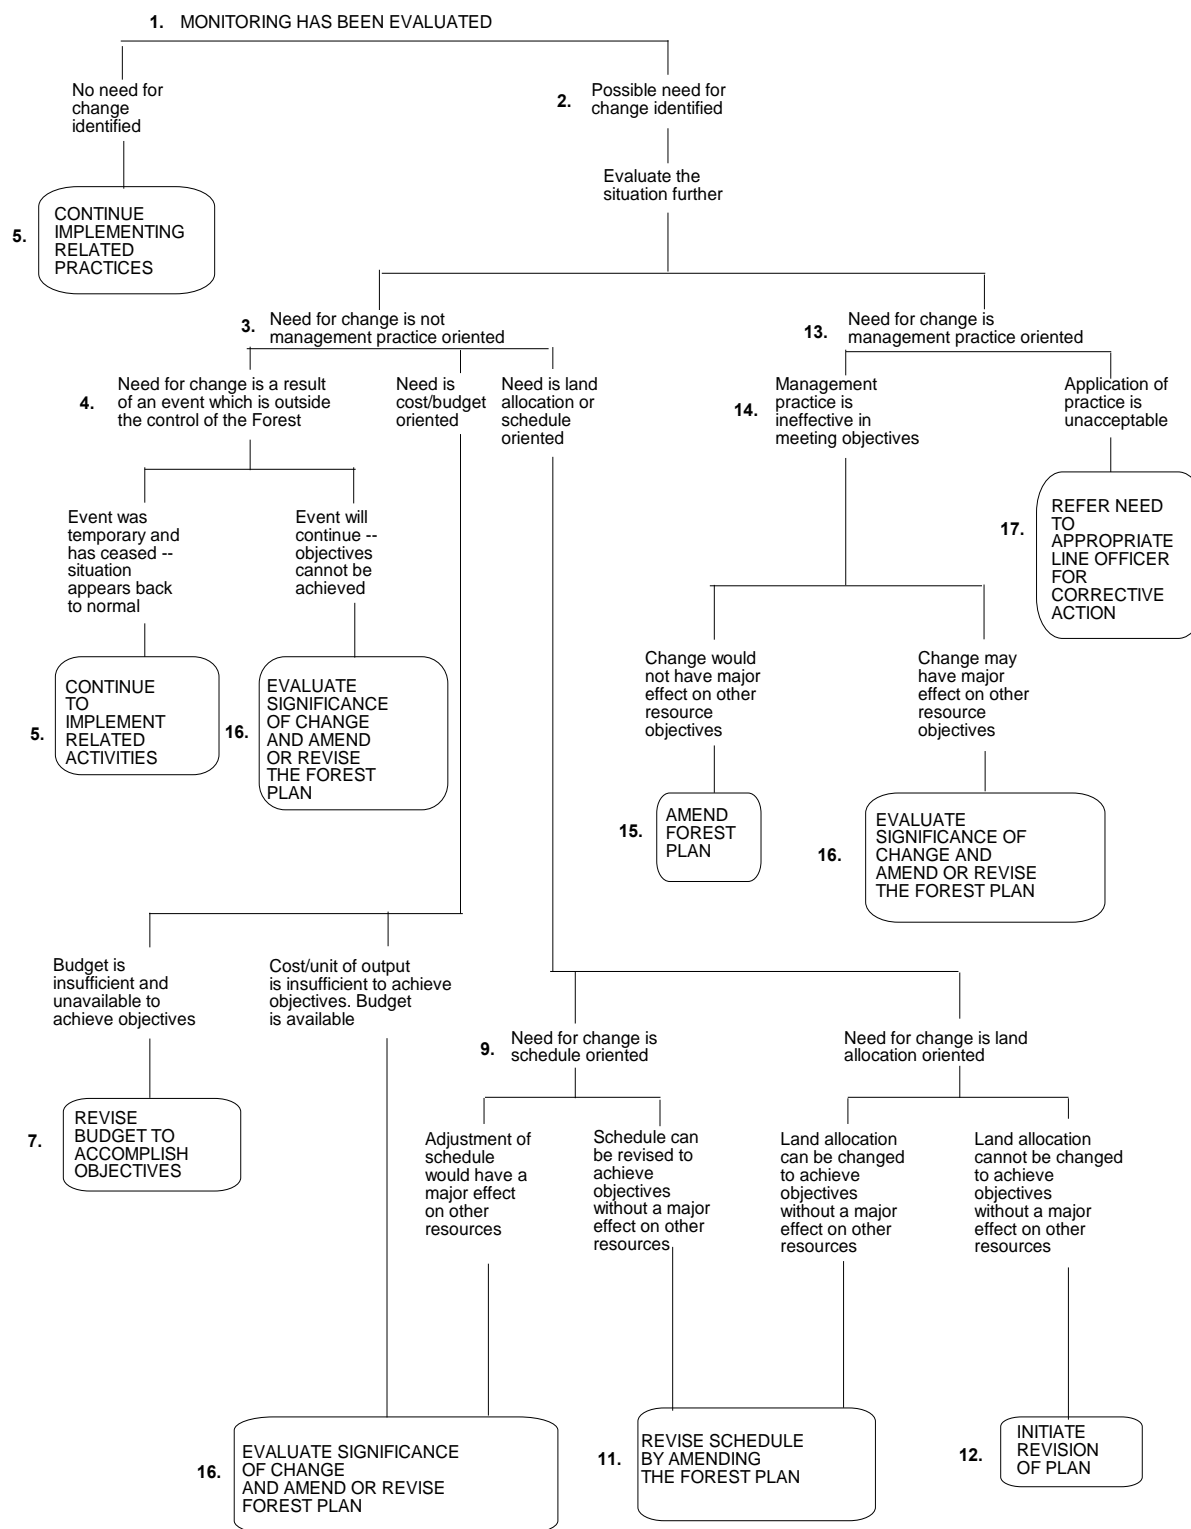 1. MONITORING HAS BEEN EVALUATED
No need for
change
identified
2. Possible need for
change identified
Evaluate the
situation further
5. CONTINUE
IMPLEMENTING
RELATED
PRACTICES
3. Need for change is not
management practice oriented
13. Need for change is
management practice oriented
4. Need for change is a result
of an event which is outside
the control of the Forest
Need is
cost/budget
oriented
Need is land
allocation or
schedule
oriented
14. Management
practice is
ineffective in
meeting objectives
Application of
practice is
unacceptable
Event was
temporary and
has ceased --
situation
appears back
to normal
Event will
continue --
objectives
cannot be
achieved
17. REFER NEED
TO
APPROPRIATE
LINE OFFICER
FOR
CORRECTIVE
ACTION
5. CONTINUE
TO
IMPLEMENT
RELATED
ACTIVITIES
16. EVALUATE
SIGNIFICANCE
OF CHANGE
AND AMEND
OR REVISE
THE FOREST
PLAN
Change would
not have major
effect on other
resource
objectives
Change may
have major
effect on other
resource
objectives
15. AMEND
FOREST
PLAN
16. EVALUATE
SIGNIFICANCE OF
CHANGE AND
AMEND OR REVISE
THE FOREST PLAN
Budget is
insufficient and
unavailable to
achieve objectives
Cost/unit of output
is insufficient to achieve
objectives. Budget
is available
7. REVISE
BUDGET TO
ACCOMPLISH
OBJECTIVES
9. Need for change is
schedule oriented
Need for change is land
allocation oriented
Adjustment of
schedule
would have a
major effect
on other
resources
Schedule can
be revised to
achieve
objectives
without a major
effect on other
resources
Land allocation
can be changed
to achieve
objectives
without a major
effect on other
resources
Land allocation
cannot be changed
to achieve
objectives
without a major
effect on other
resources
16. EVALUATE SIGNIFICANCE
OF CHANGE
AND AMEND OR REVISE
FOREST PLAN
11. REVISE SCHEDULE
BY AMENDING
THE FOREST PLAN
12. INITIATE
REVISION
OF PLAN